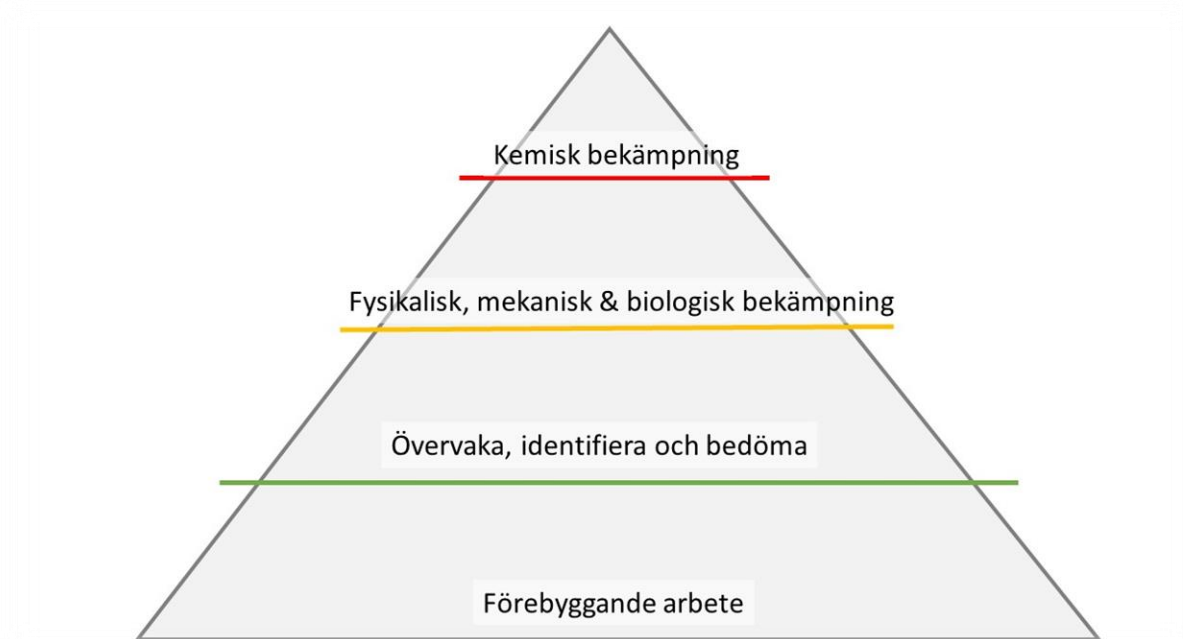 Kemisk bekämpning
Fysikalisk, mekanisk & biologisk bekämpning
Övervaka, identifiera och bedöma
Förebyggande arbete